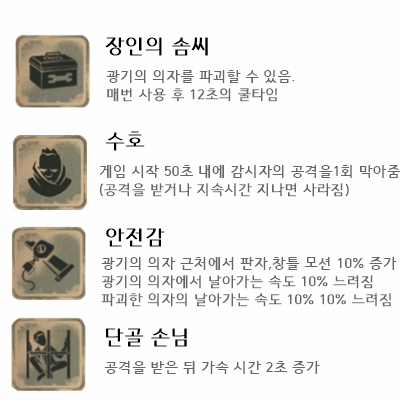 장인의 솜씨
광기의 의자를 파괴할 수 있음.
매번 사용 후 12초의 쿨타임
수호
게임 시작 50초 내에 감시자의 공격을1회 막아줌
(공격을 받거나 지속시간 지나면 사라짐)
안전감
광기의 의자 근처에서 판자,창틀 모션 10% 증가
광기의 의자에서 날아가는 속도 10% 느려짐
파괴한 의자의 날아가는 속도 10% 10% 느려짐
단골 손님
공격을 받은 뒤 가속 시간 2초 증가